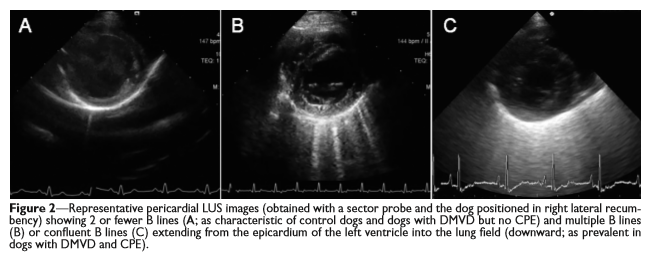 A
B
C
4
147 bpm
TEQ: 1
M
144 bpm / II
HI
TEQ:
M
Figure 2—Representative pericardial LUS images (obtained with a sector probe and the dog positioned in right lateral recum-
bency) showing 2 or fewer B lines (A; as characteristic of control dogs and dogs with DMVD but no CPE) and multiple B lines
(B) or confluent B lines (C) extending from the epicardium of the left ventricle into the lung field (downward; as prevalent in
dogs with DMVD and CPE).